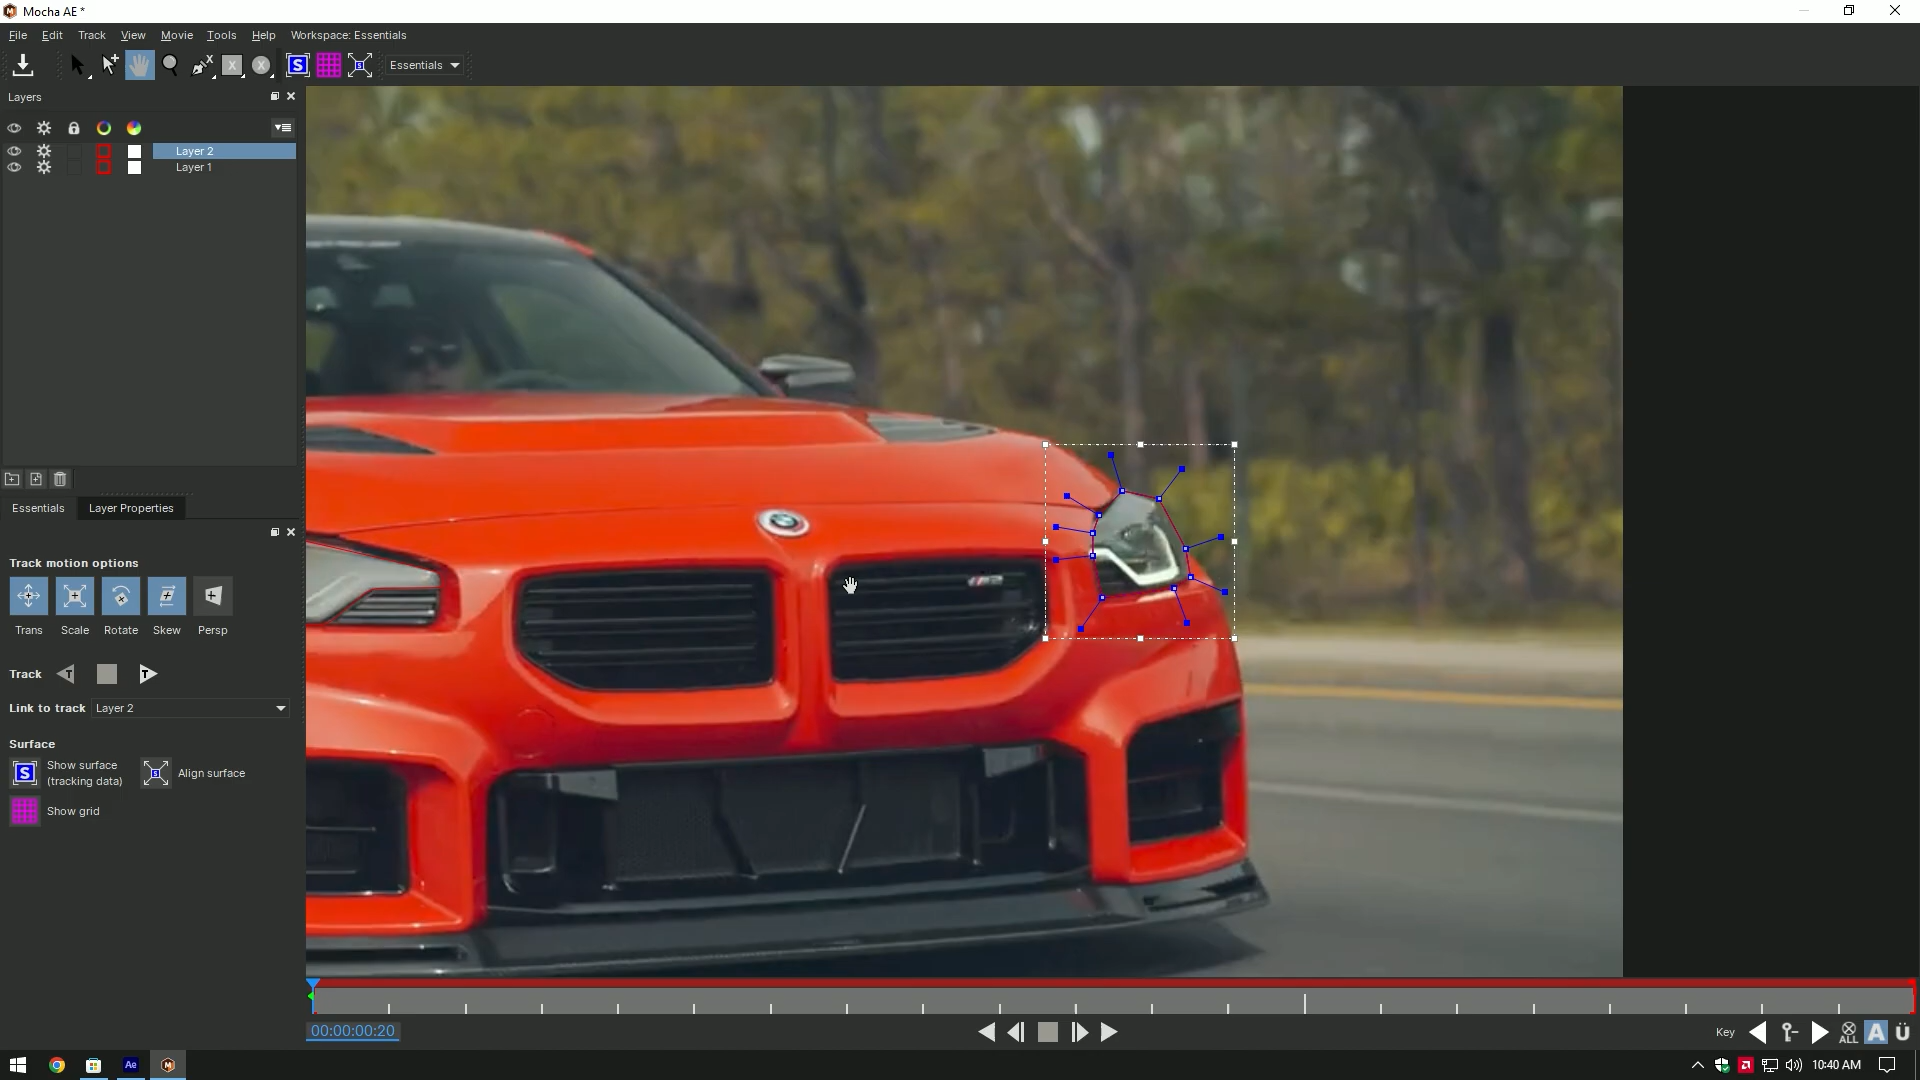 Mocha AE *
File Edit Track View Movie Tools Help Workspace: Essentials
S S Essentials
Layers
Layer 2
Layer 1
Essentials Layer Properties
Track motion options
Trans Scale Rotate Skew Persp
Track T T
Link to track Layer 2
Surface
S Show surface (tracking data) S Align surface
Show grid
00:00:00:20
Key ALL A Ü
Ae M 10:40 AM